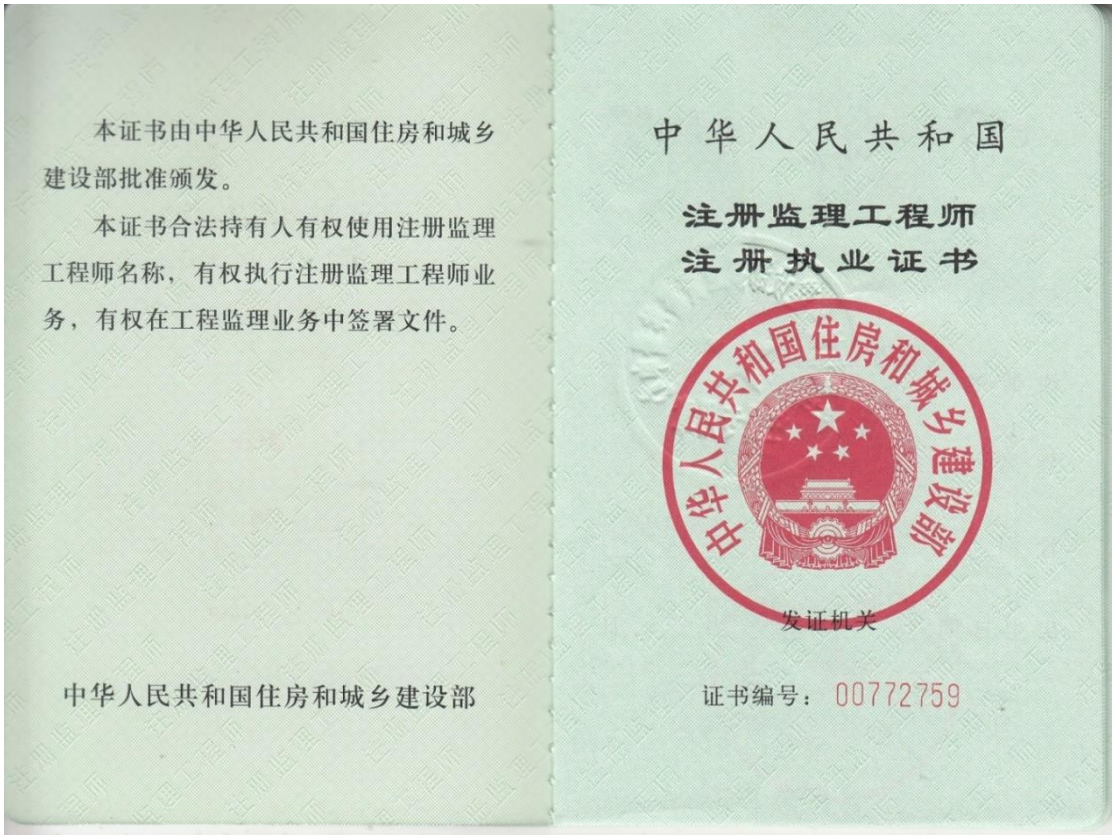 本证书由中华人民共和国住房和城乡
建设部批准颁发。
本证书合法持有人有权使用注册监理
工程师名称，有权执行注册监理工程师业
务，有权在工程监理业务中签署文件。
中华人民共和国住房和城乡建设部
中华人民共和国
注册监理工程师
注册执业证书
中华人民共和国住房和城乡建设部
发证机关
证书编号：00772759